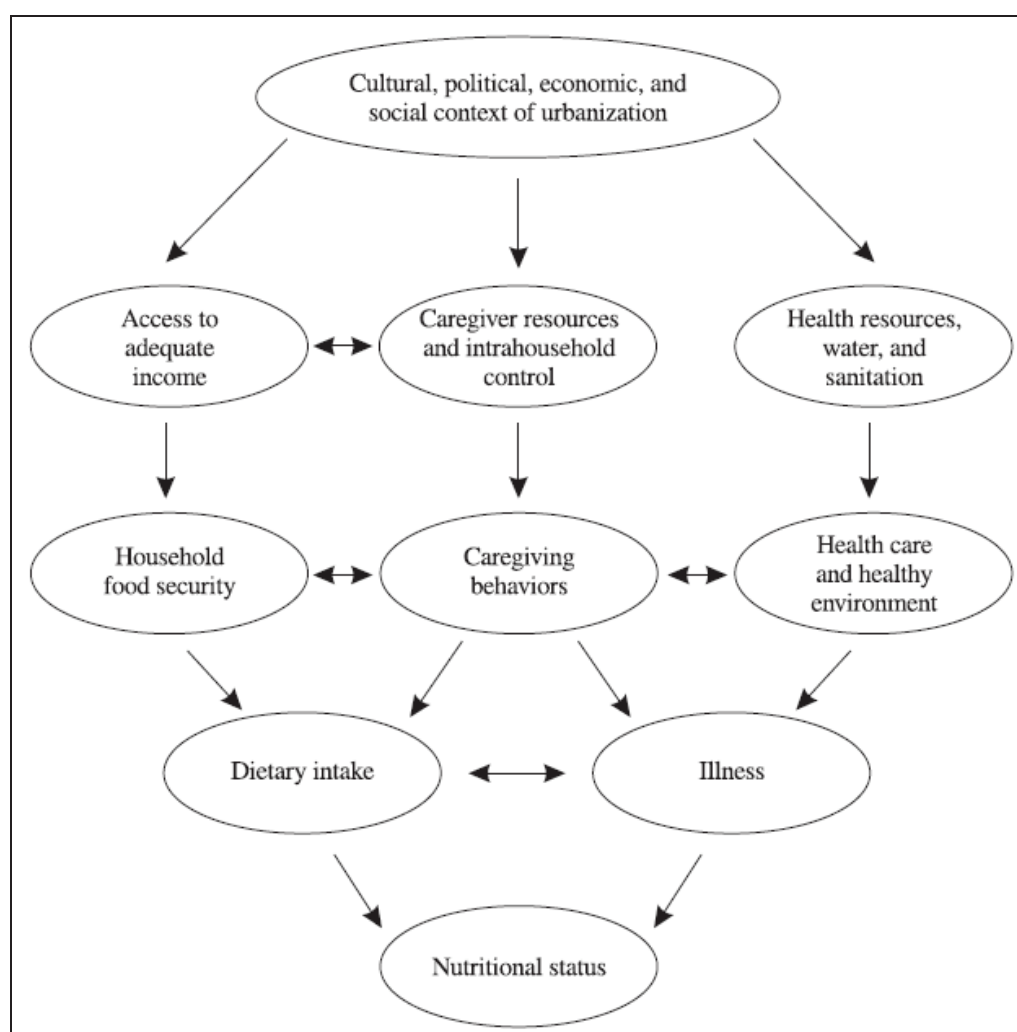 Cultural, political, economic, and
social context of urbanization
Access to
adequate
income
Caregiver resources
and intrahousehold
control
Health resources,
water, and
sanitation
Household
food security
Caregiving
behaviors
Health care
and healthy
environment
Dietary intake
Illness
Nutritional status